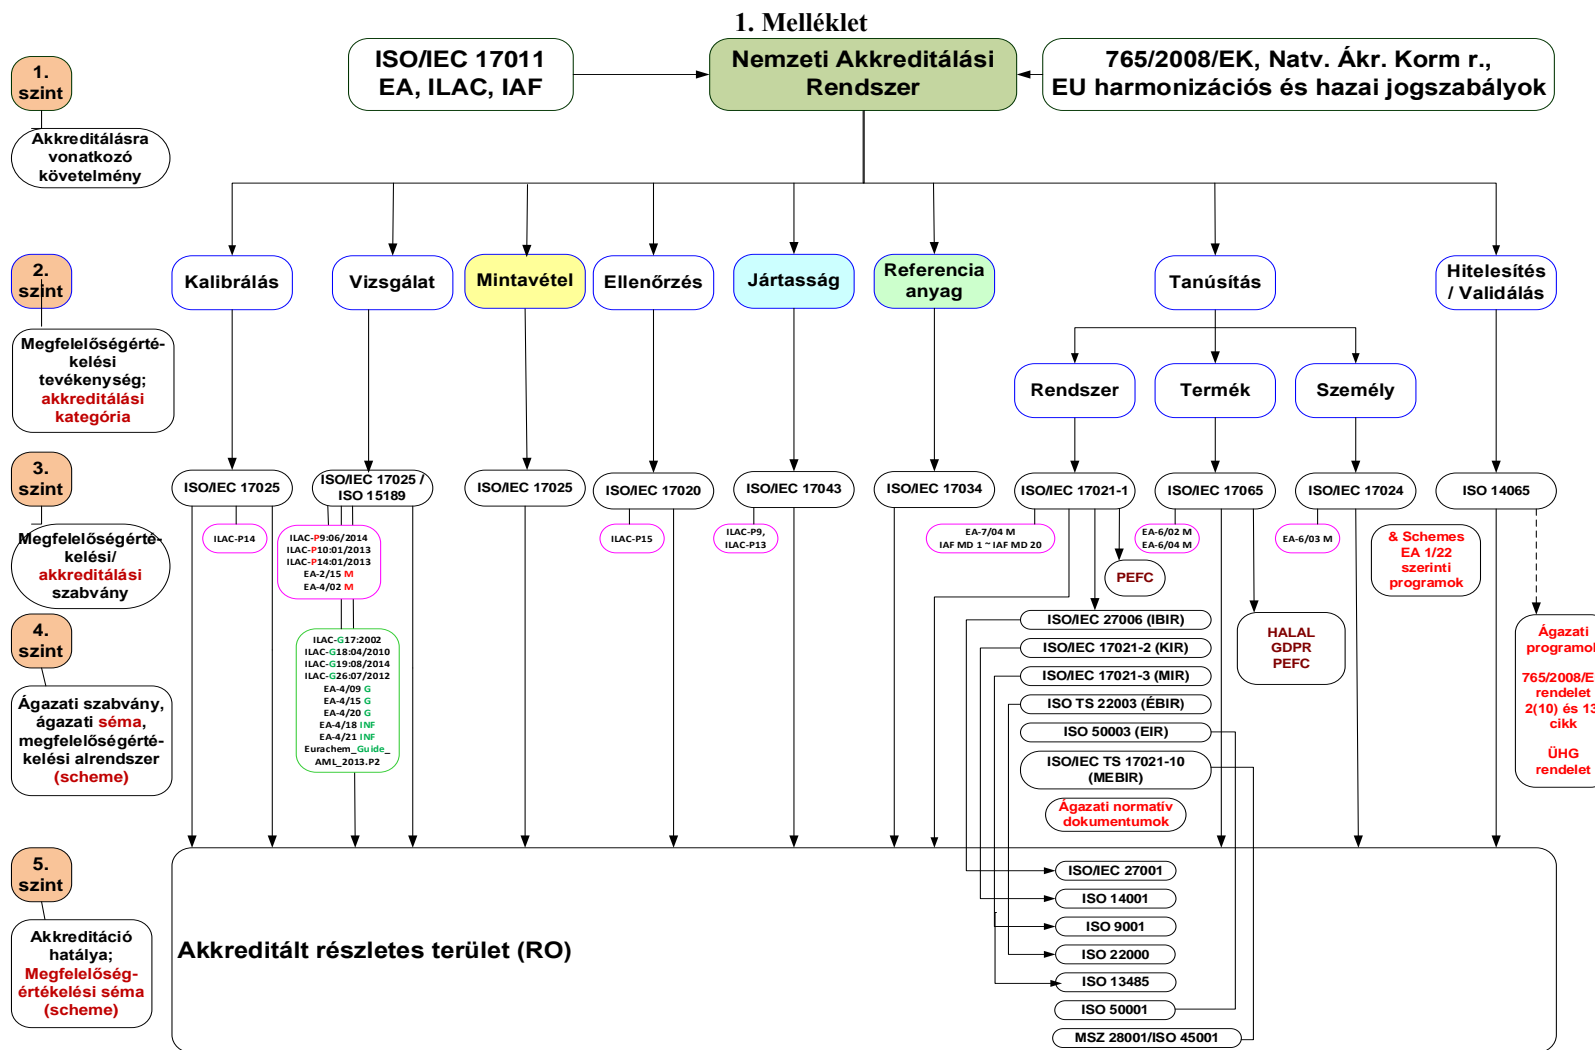 1. Melléklet
1.
szint
ISO/IEC 17011
EA, ILAC, IAF
Nemzeti Akkreditálási
Rendszer
765/2008/EK, Natv. Ákr. Korm r.,
EU harmonizációs és hazai jogszabályok
Akkreditálásra
vonatkozó
követelmény
2.
szint
Kalibrálás
Vizsgálat
Mintavétel
Ellenőrzés
Jártasság
Referencia
anyag
Tanúsítás
Hitelesítés
/ Validálás
Megfelelőségérté-
kelési
tevékenység;
akkreditálási
kategória
Rendszer
Termék
Személy
3.
szint
ISO/IEC 17025
ISO/IEC 17025 /
ISO 15189
ISO/IEC 17025
ISO/IEC 17020
ISO/IEC 17043
ISO/IEC 17034
ISO/IEC 17021-1
ISO/IEC 17065
ISO/IEC 17024
ISO 14065
Megfelelőségérté-
kelési/
akkreditálási
szabvány
ILAC-P14
ILAC-P9:06/2014
ILAC-P10:01/2013
ILAC-P14:01/2013
EA-2/15 M
EA-4/02 M
ILAC-P15
ILAC-P9,
ILAC-P13
EA-7/04 M
IAF MD 1 ~ IAF MD 20
EA-6/02 M
EA-6/04 M
EA-6/03 M
& Schemes
EA 1/22
szerinti
programok
PEFC
4.
szint
Ágazati szabvány,
ágazati séma,
megfelelőségérté-
kelési alrendszer
(scheme)
ILAC-G17:2002
ILAC-G18:04/2010
ILAC-G19:08/2014
ILAC-G26:07/2012
EA-4/09 G
EA-4/15 G
EA-4/20 G
EA-4/18 INF
EA-4/21 INF
Eurachem_Guide_
AML_2013.P2
ISO/IEC 27006 (IBIR)
ISO/IEC 17021-2 (KIR)
ISO/IEC 17021-3 (MIR)
ISO TS 22003 (ÉBIR)
ISO 50003 (EIR)
ISO/IEC TS 17021-10
(MEBIR)
Ágazati normatív
dokumentumok
HALAL
GDPR
PEFC
Ágazati
programok
765/2008/E
rendelet
2(10) és 13
cikk
ÜHG
rendelet
5.
szint
Akkreditáció
hatálya;
Megfelelőség-
értékelési séma
(scheme)
Akkreditált részletes terület (RO)
ISO/IEC 27001
ISO 14001
ISO 9001
ISO 22000
ISO 13485
ISO 50001
MSZ 28001/ISO 45001